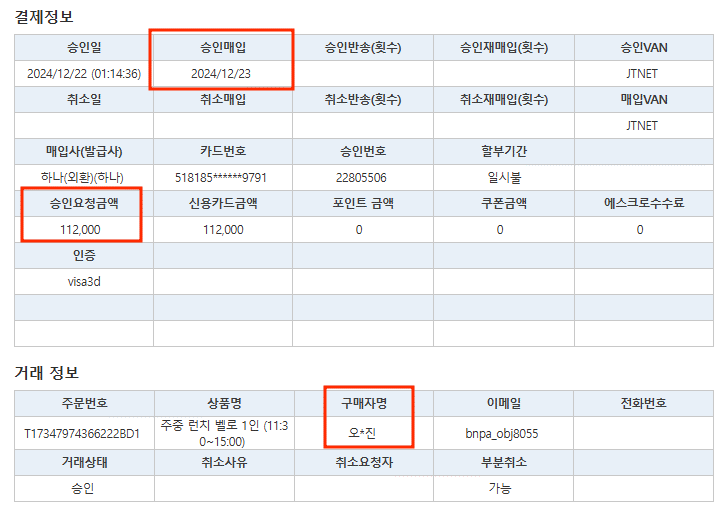 결제정보
승인일 승인매입 승인반송(횟수) 승인재매입(횟수) 승인VAN
2024/12/22 (01:14:36) 2024/12/23 JTNET
취소일 취소매입 취소반송(횟수) 취소재매입(횟수) 매입VAN
JTNET
매입사(발급사) 카드번호 승인번호 할부기간
하나(외환)(하나) 518185******9791 22805506 일시불
승인요청금액 신용카드금액 포인트 금액 쿠폰금액 에스크로수수료
112,000 112,000 0 0 0
인증
visa3d
거래 정보
주문번호 상품명 구매자명 이메일 전화번호
T17347974366222BD1 주중 런치 벨로 1인 (11:3
0~15:00) 오*진 bnpa_obj8055
거래상태 취소사유 취소요청자 부분취소
승인 가능